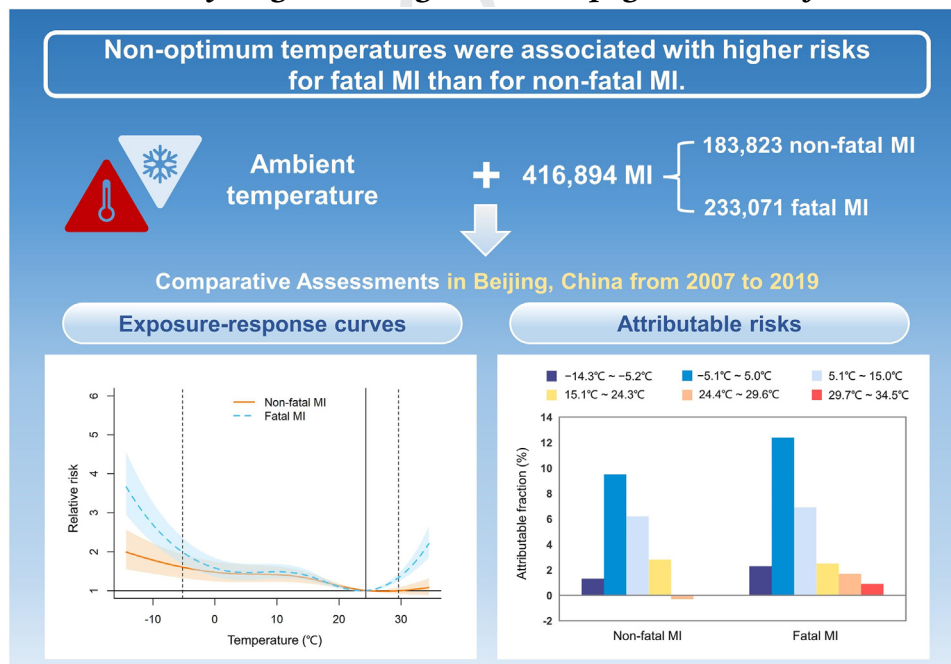 Non-optimum temperatures were associated with higher risks
for fatal MI than for non-fatal MI.
Ambient
temperature
+ 416,894 MI
183,823 non-fatal MI
233,071 fatal MI
Comparative Assessments in Beijing, China from 2007 to 2019
Exposure-response curves
Relative risk
6
5
4
3
2
1
Non-fatal MI
Fatal MI
-10 0 10 20 30
Temperature (℃)
Attributable risks
−14.3℃ ~ −5.2℃ −5.1℃ ~ 5.0℃ 5.1℃ ~ 15.0℃
15.1℃ ~ 24.3℃ 24.4℃ ~ 29.6℃ 29.7℃ ~ 34.5℃
Attributable fraction (%)
14
12
10
8
6
4
2
0
-2
Non-fatal MI Fatal MI